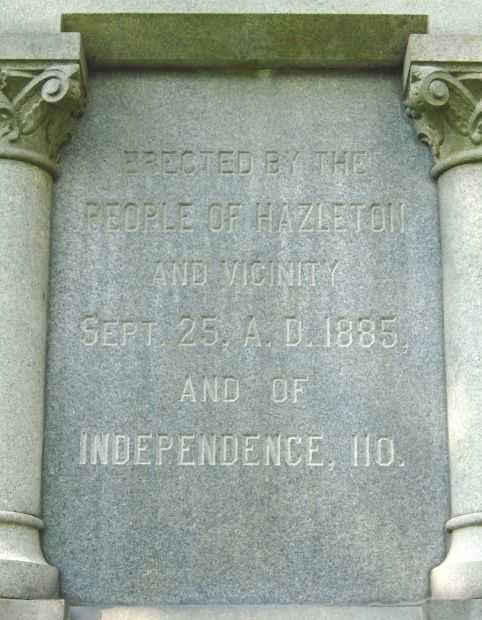 ERECTED BY THE
PEOPLE OF HAZLETON
AND VICINITY
SEPT. 25. A. D. 1885,
AND OF
INDEPENDENCE, 110.